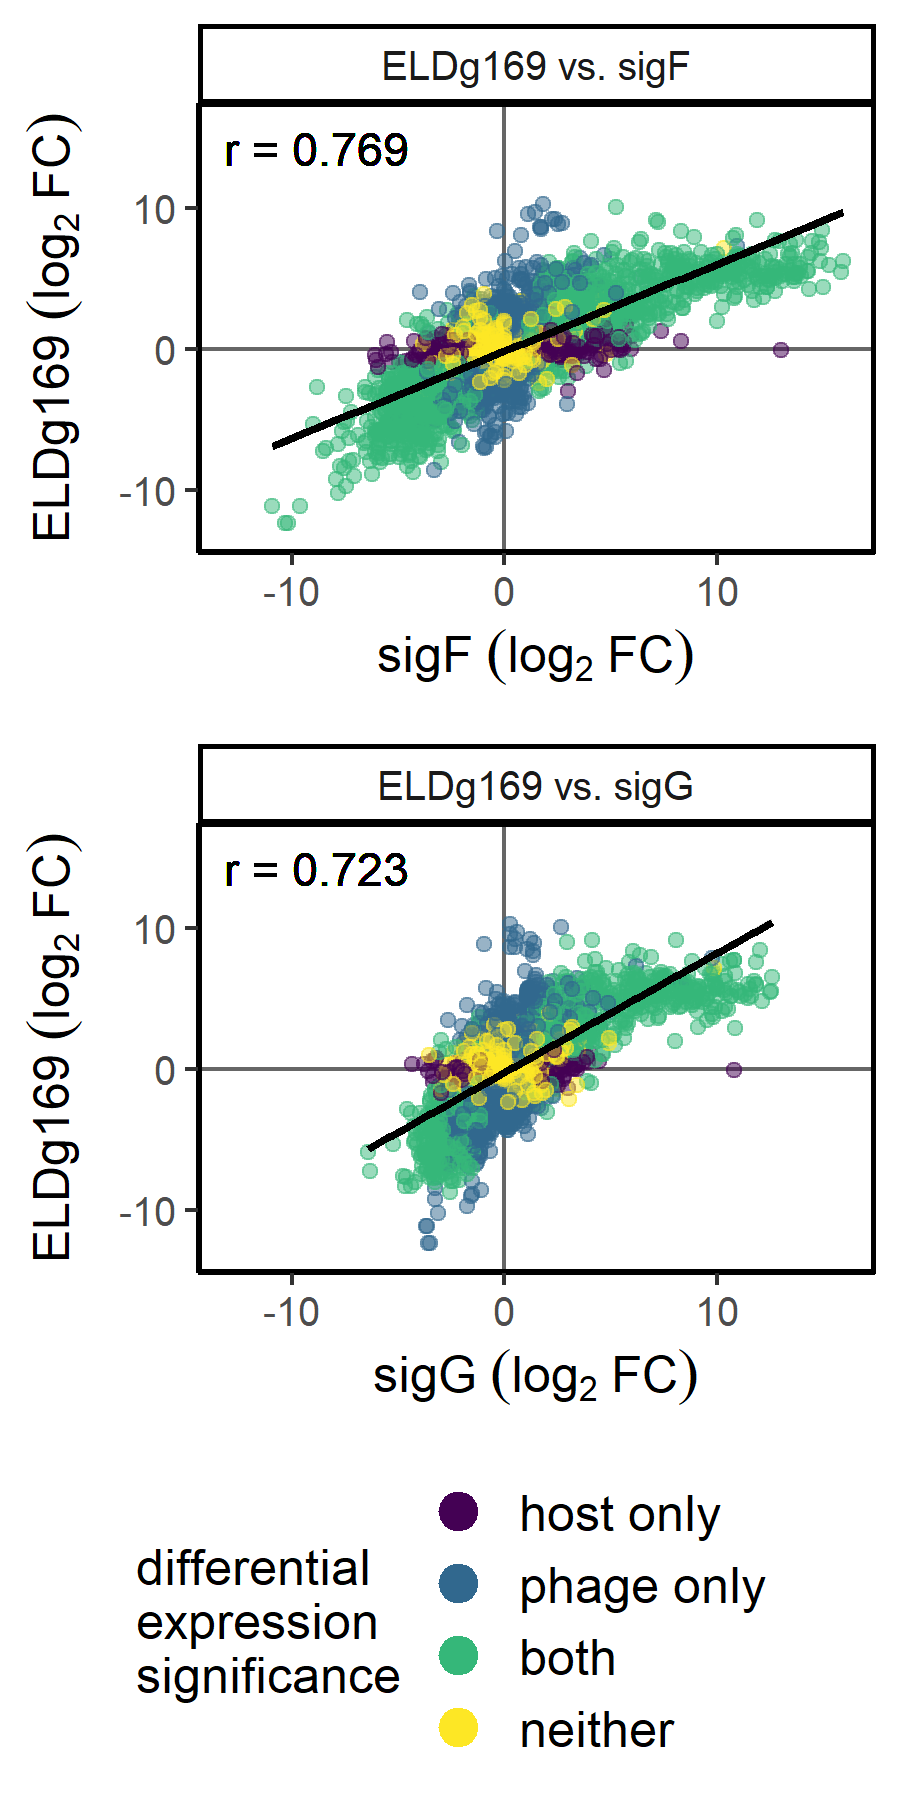 ELDg169 vs. sigF
r = 0.769
ELDg169 (log₂ FC)
10
0
-10
-10 0 10
sigF (log₂ FC)
ELDg169 vs. sigG
r = 0.723
ELDg169 (log₂ FC)
10
0
-10
-10 0 10
sigG (log₂ FC)
differential
expression
significance
host only
phage only
both
neither